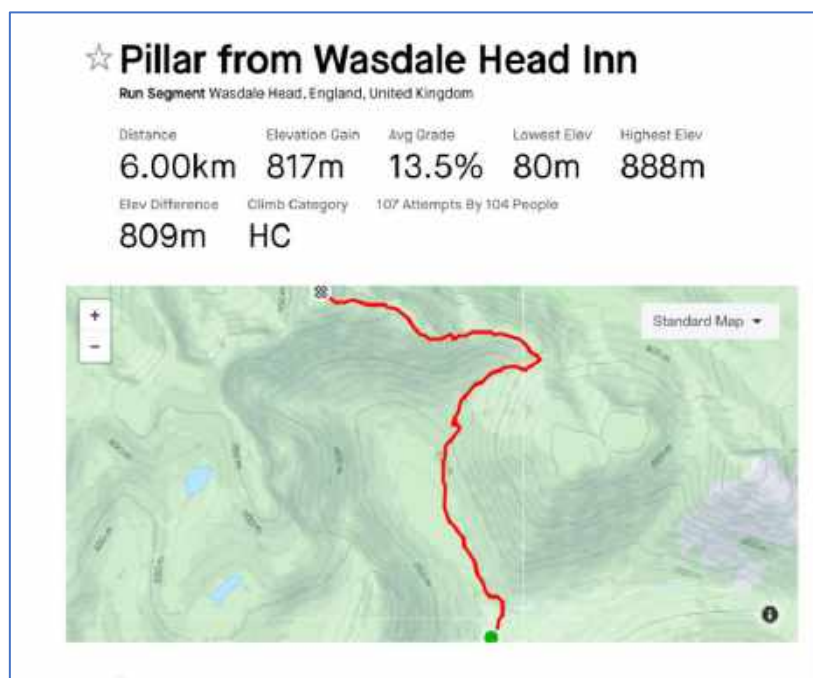 Pillar from Wasdale Head Inn
Run Segment Wasdale Head, England, United Kingdom
Distance Elevation Gain Avg Grade Lowest Elev Highest Elev
6.00km 817m 13.5% 80m 888m
Elev Difference Climb Category 107 Attempts By 104 People
809m HC
+
Standard Map
−
i